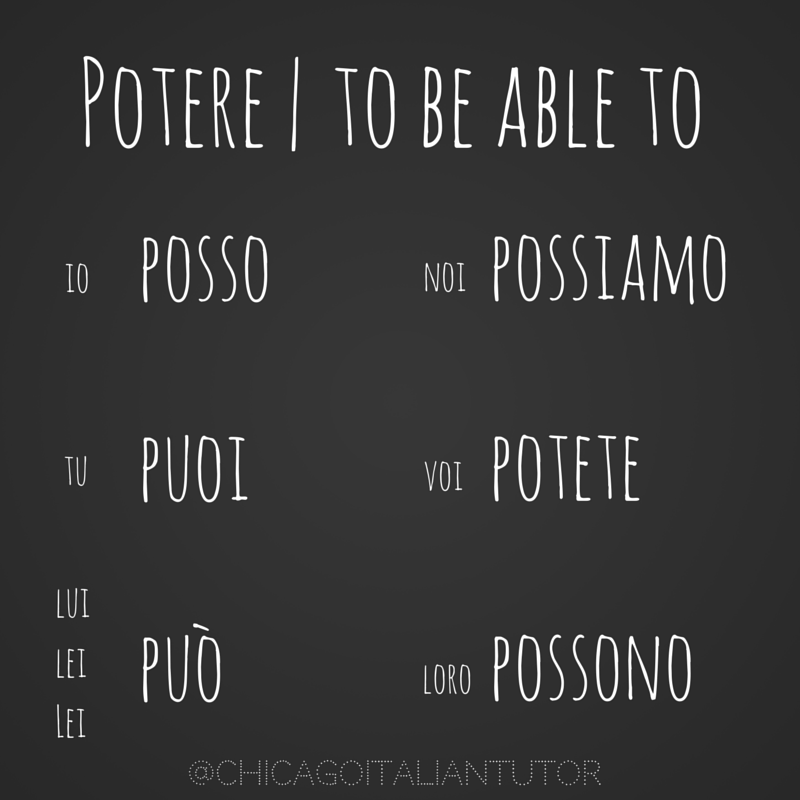 Potere | to be able to
io posso
noi possiamo
tu puoi
voi potete
lui
lei
Lei
può
loro possono
@CHICAGOITALIANTUTOR